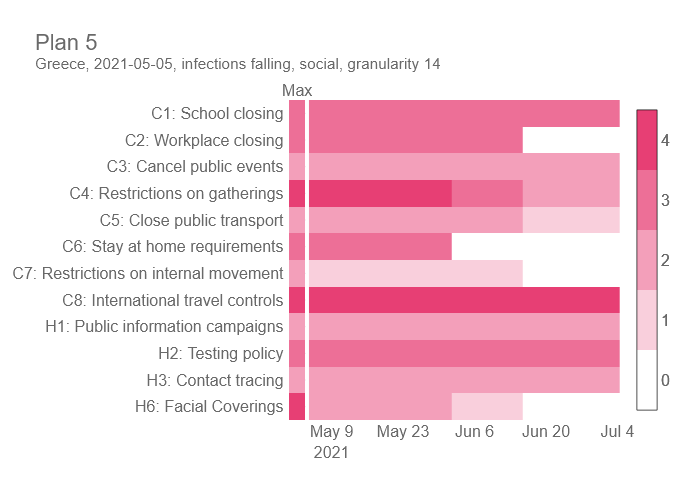 Plan 5
Greece, 2021-05-05, infections falling, social, granularity 14
Max
C1: School closing
C2: Workplace closing
C3: Cancel public events
C4: Restrictions on gatherings
C5: Close public transport
C6: Stay at home requirements
C7: Restrictions on internal movement
C8: International travel controls
H1: Public information campaigns
H2: Testing policy
H3: Contact tracing
H6: Facial Coverings
4
3
2
1
0
May 9 May 23 Jun 6 Jun 20 Jul 4
2021